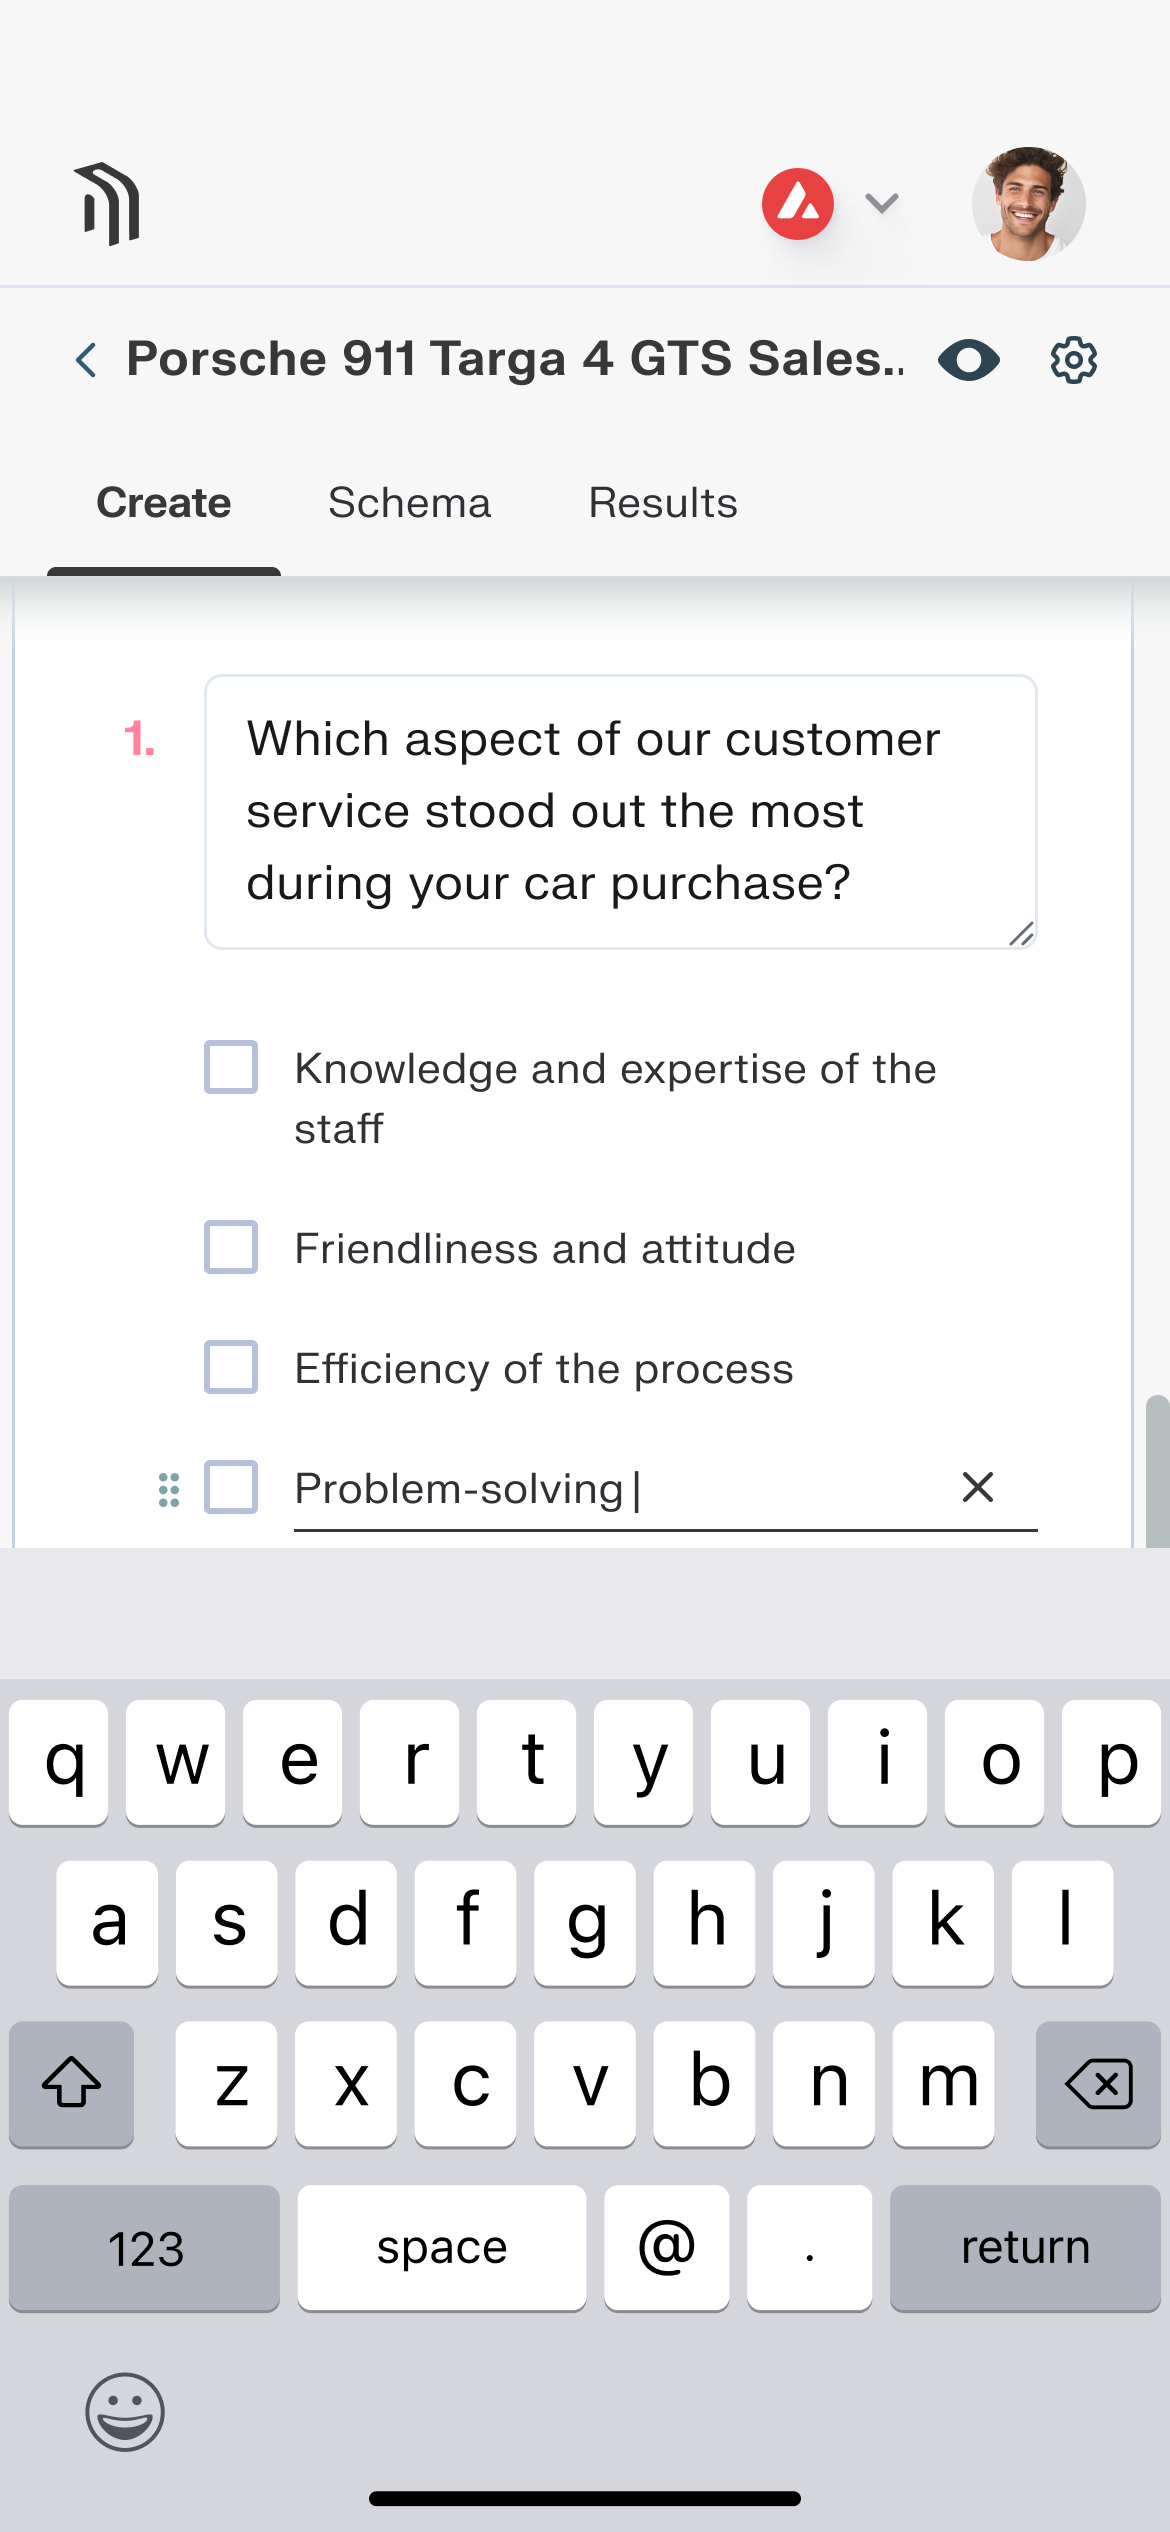 Porsche 911 Targa 4 GTS Sales..
Create Schema Results
1. Which aspect of our customer
service stood out the most
during your car purchase?
Knowledge and expertise of the
staff
Friendliness and attitude
Efficiency of the process
Problem-solving
q w e r t y u i o p
a s d f g h j k l
z x c v b n m
123 space @ . return